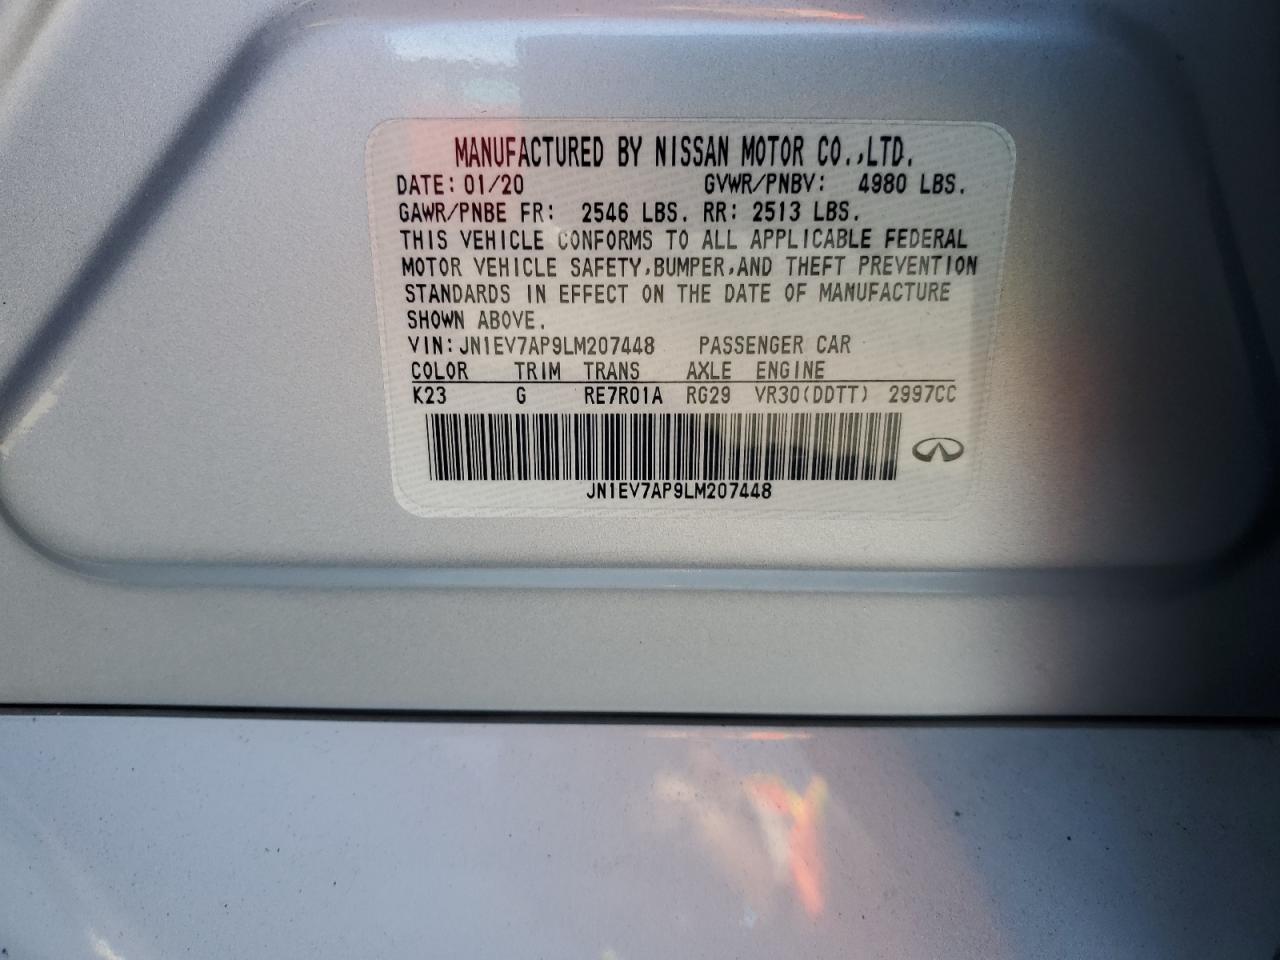 MANUFACTURED BY NISSAN MOTOR CO.,LTD.
DATE: 01/20 GVWR/PNBV: 4980 LBS.
GAWR/PNBE FR: 2546 LBS. RR: 2513 LBS.
THIS VEHICLE CONFORMS TO ALL APPLICABLE FEDERAL
MOTOR VEHICLE SAFETY,BUMPER,AND THEFT PREVENTION
STANDARDS IN EFFECT ON THE DATE OF MANUFACTURE
SHOWN ABOVE.
VIN:JN1EV7AP9LM207448 PASSENGER CAR
COLOR TRIM TRANS AXLE ENGINE
K23 G RE7R01A RG29 VR30(DDTT) 2997CC
JN1EV7AP9LM207448